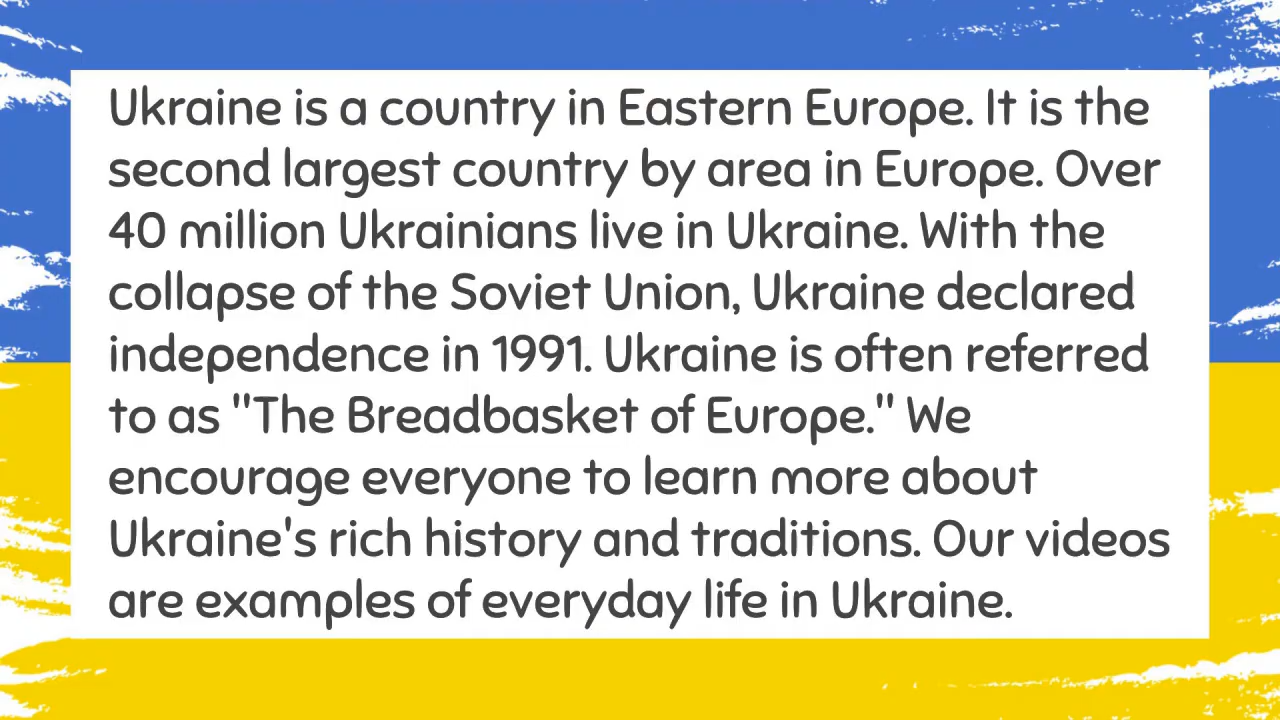 Ukraine is a country in Eastern Europe. It is the
second largest country by area in Europe. Over
40 million Ukrainians live in Ukraine. With the
collapse of the Soviet Union, Ukraine declared
independence in 1991. Ukraine is often referred
to as "The Breadbasket of Europe." We
encourage everyone to learn more about
Ukraine's rich history and traditions. Our videos
are examples of everyday life in Ukraine.